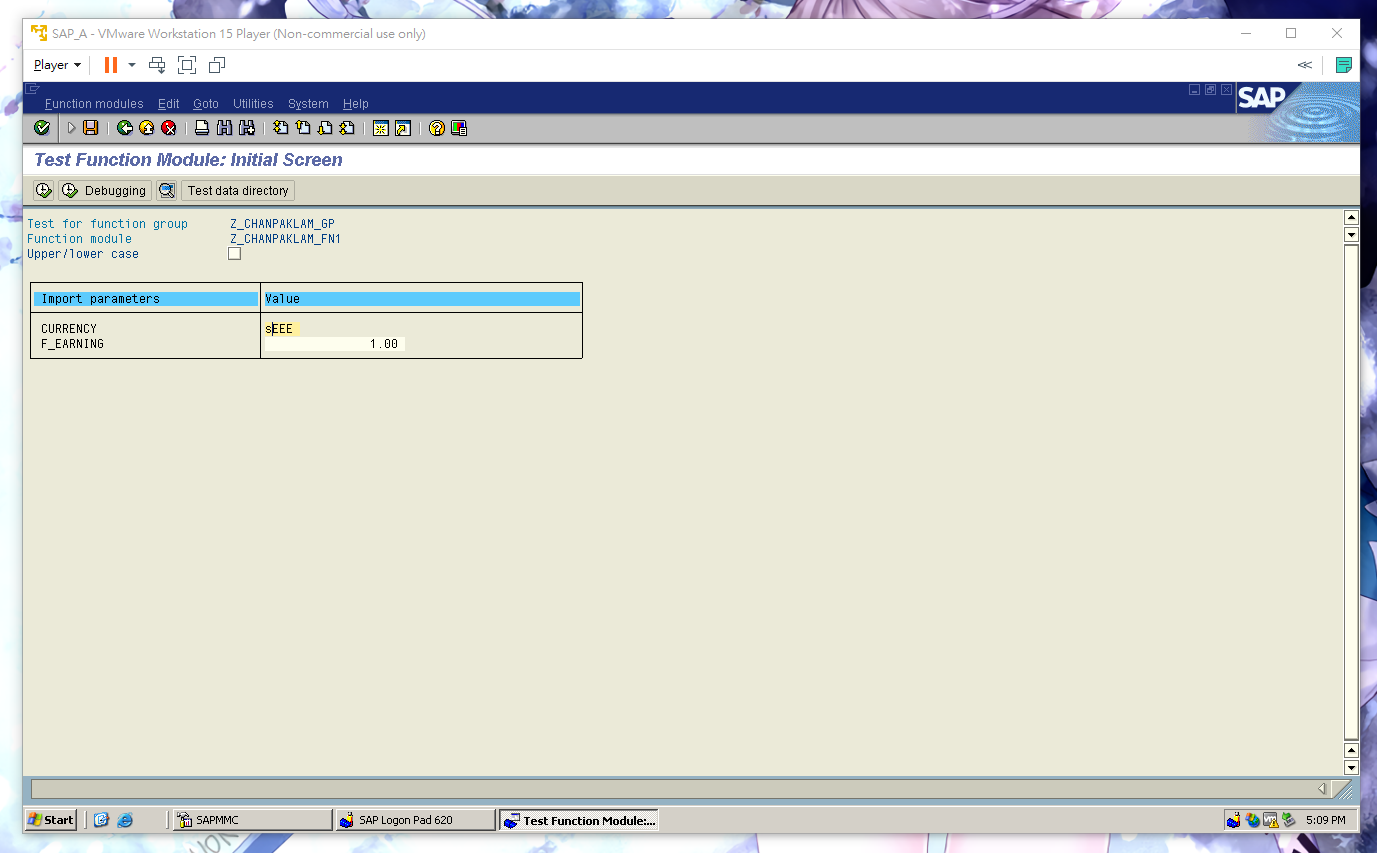 SAP_A - VMware Workstation 15 Player (Non-commercial use only)
Player
Function modules Edit Goto Utilities System Help
SAP
Test Function Module: Initial Screen
Debugging Test data directory
Test for function group Z_CHANPAKLAM_GP
Function module Z_CHANPAKLAM_FN1
Upper/lower case
Import parameters Value
CURRENCY sEEE
F_EARNING 1.00
Start SAPMMC SAP Logon Pad 620 Test Function Module:... 5:09 PM